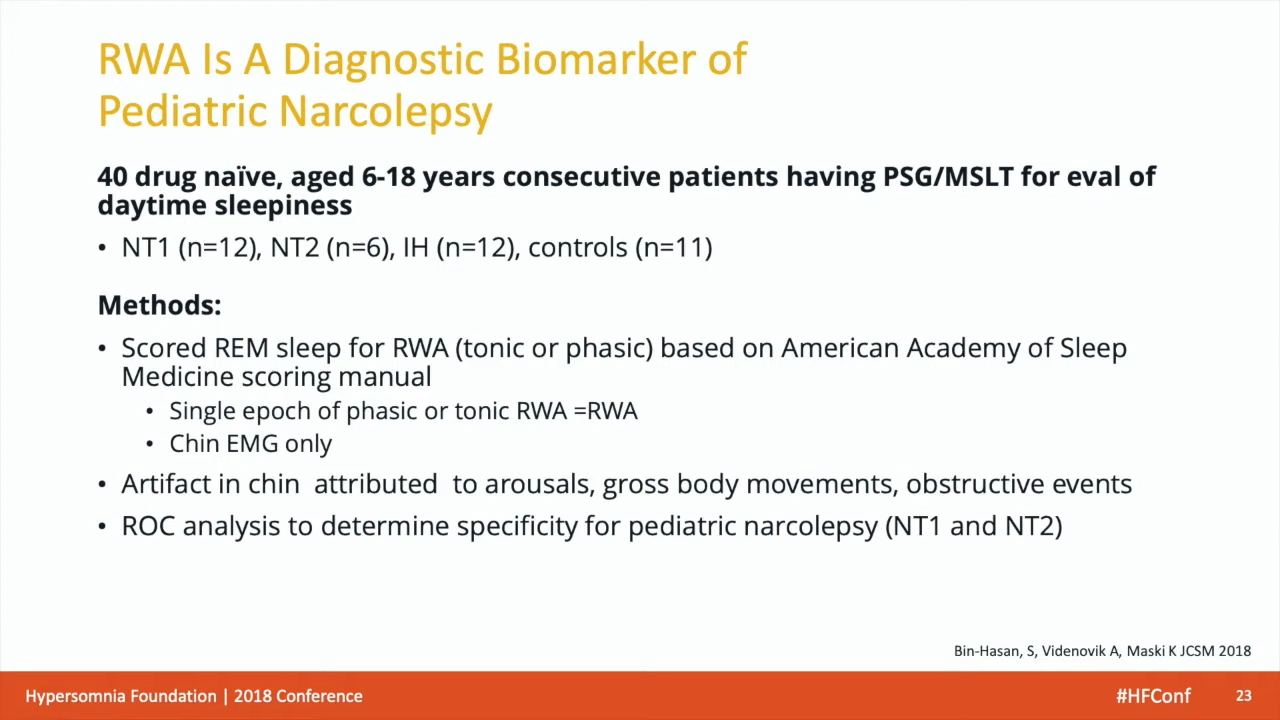 RWA Is A Diagnostic Biomarker of
Pediatric Narcolepsy
40 drug naïve, aged 6-18 years consecutive patients having PSG/MSLT for eval of
daytime sleepiness
• NT1 (n=12), NT2 (n=6), IH (n=12), controls (n=11)
Methods:
• Scored REM sleep for RWA (tonic or phasic) based on American Academy of Sleep
Medicine scoring manual
• Single epoch of phasic or tonic RWA =RWA
• Chin EMG only
• Artifact in chin attributed to arousals, gross body movements, obstructive events
• ROC analysis to determine specificity for pediatric narcolepsy (NT1 and NT2)
Bin-Hasan, S, Videnovik A, Maski K JCSM 2018
Hypersomnia Foundation | 2018 Conference
#HFConf
23